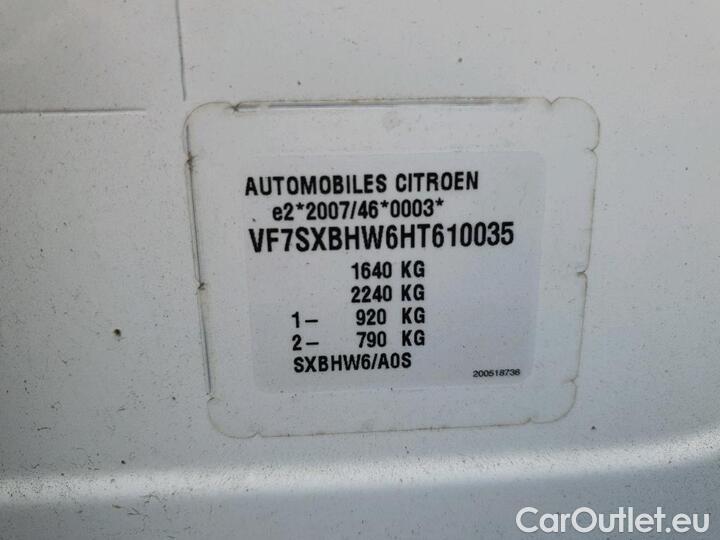 AUTOMOBILES CITROEN
e2*2007/46*0003*
VF7SXBHW6HT610035
1640 KG
2240 KG
1– 920 KG
2– 790 KG
SXBHW6/A0S
200518736
CarOutlet.eu